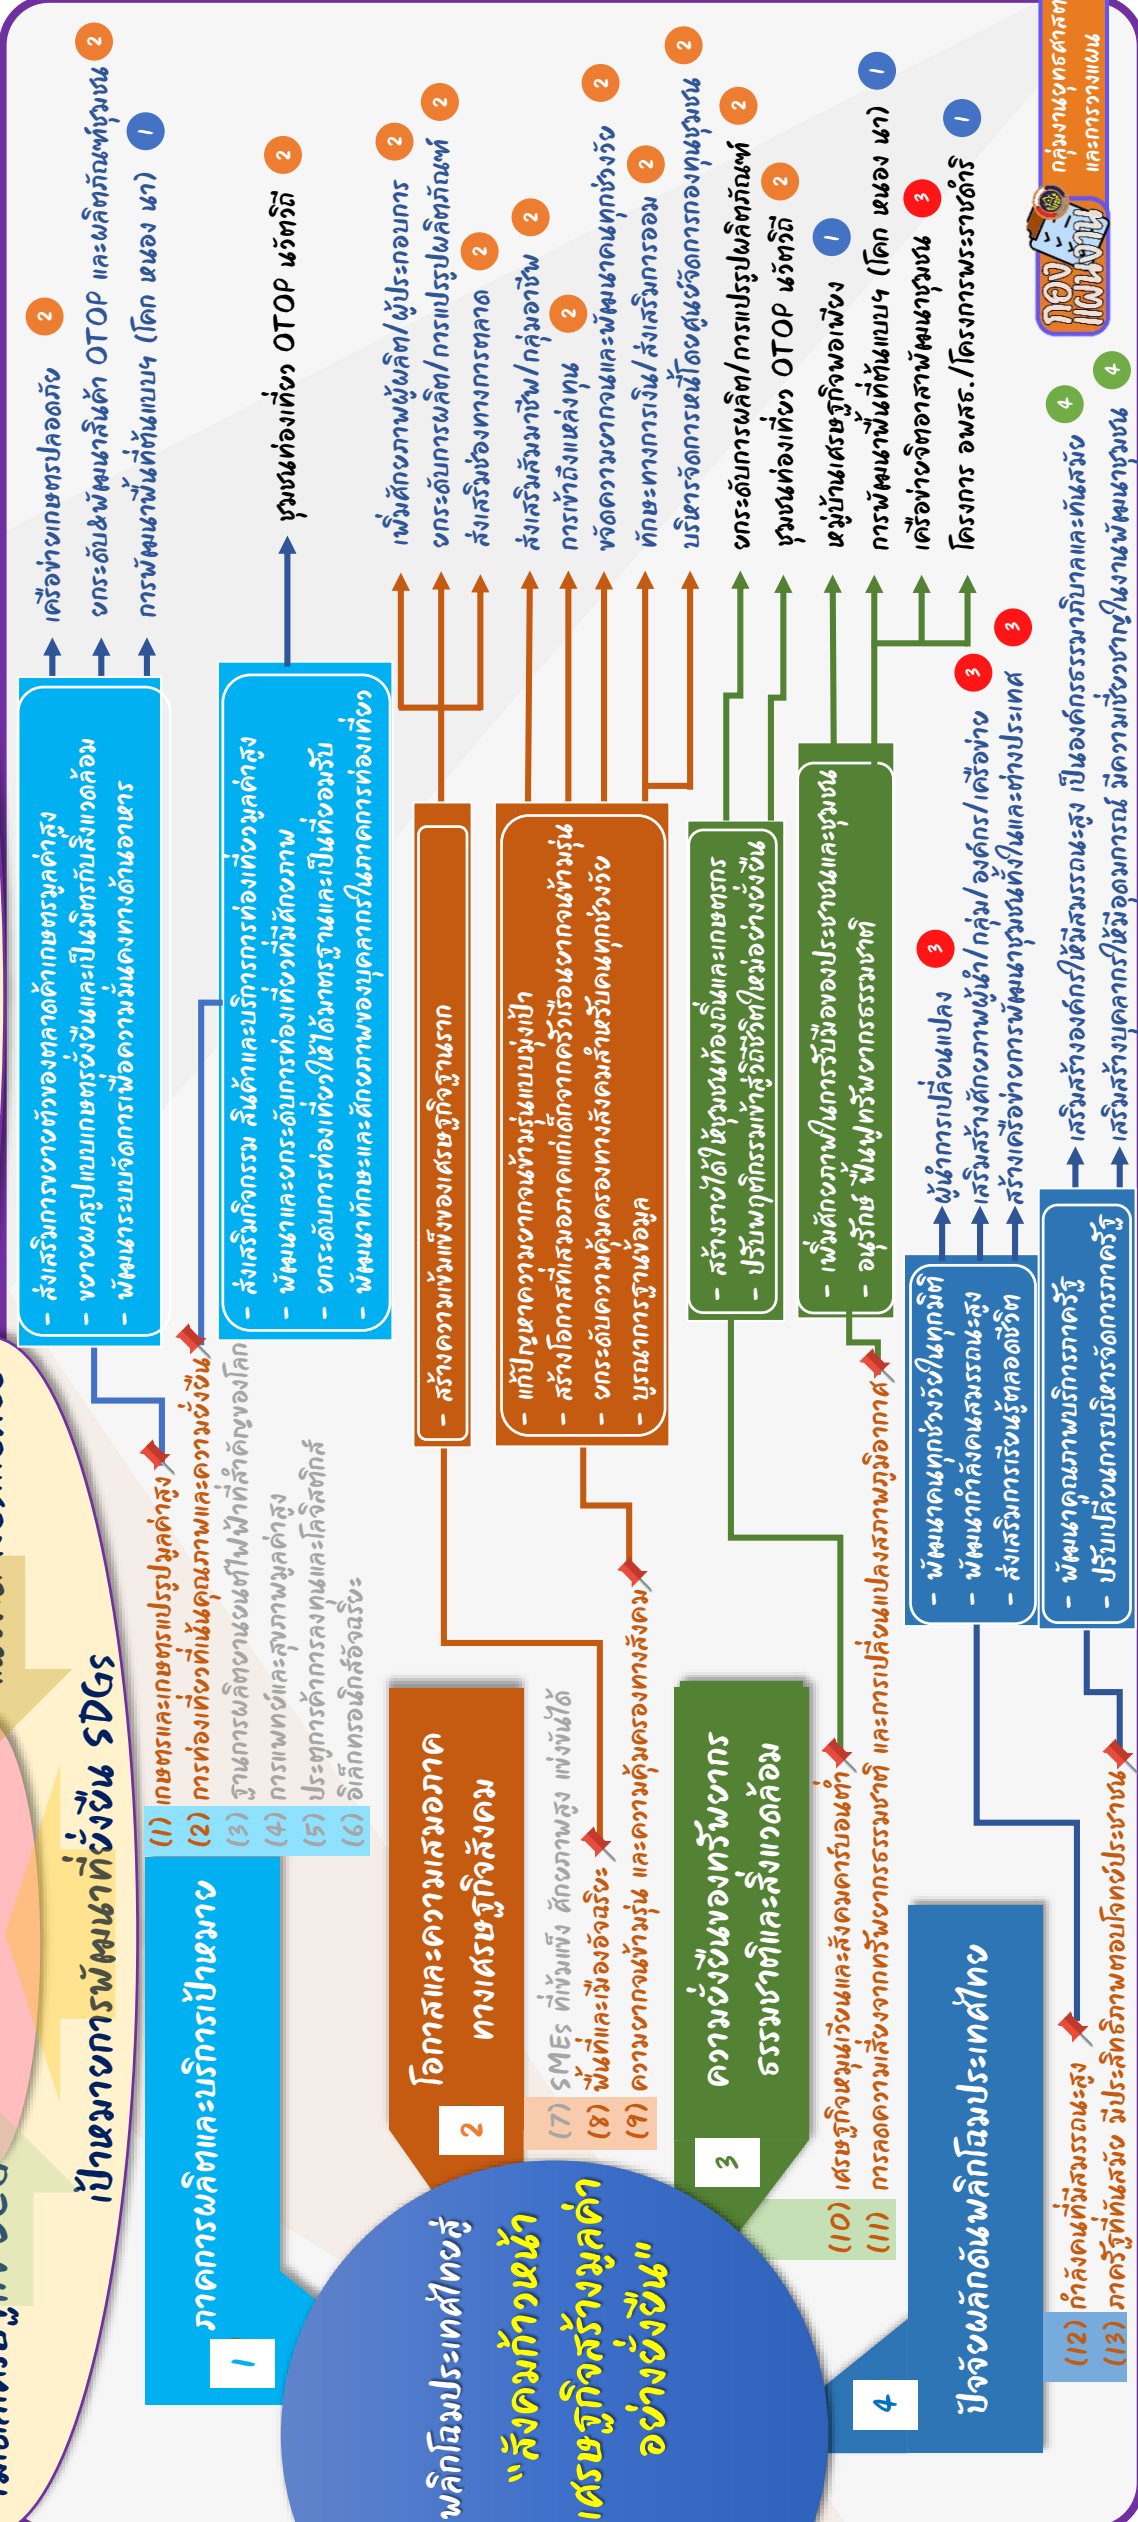 เป้าหมายการพัฒนาที่ยั่งยืน SDGs
พลิกโฉมประเทศไทยสู่
"สังคมก้าวหน้า
เศรษฐกิจสร้างมูลค่า
อย่างยั่งยืน"
1
ภาคการผลิตและบริการเป้าหมาย
(1) เกษตรและเกษตรแปรรูปมูลค่าสูง
(2) การท่องเที่ยวที่เน้นคุณภาพและความยั่งยืน
(3) ฐานการผลิตยานยนต์ไฟฟ้าที่สำคัญของโลก
(4) การแพทย์และสุขภาพมูลค่าสูง
(5) ประตูการค้าการลงทุนและโลจิสติกส์
(6) อิเล็กทรอนิกส์อัจฉริยะ
- ส่งเสริมการขยายตัวของตลาดค้าเกษตรมูลค่าสูง
- ขยายผลรูปแบบเกษตรยั่งยืนและเป็นมิตรกับสิ่งแวดล้อม
- พัฒนาระบบจัดการเพื่อความมั่นคงทางด้านอาหาร
เครือข่ายเกษตรปลอดภัย 2
ยกระดับ&พัฒนาสินค้า OTOP และผลิตภัณฑ์ชุมชน 2
การพัฒนาพื้นที่ต้นแบบฯ (โคก หนอง นา) 1
- ส่งเสริมกิจกรรม สินค้าและบริการการท่องเที่ยวมูลค่าสูง
- พัฒนาและยกระดับการท่องเที่ยวที่มีศักยภาพ
- ยกระดับการท่องเที่ยวให้ได้มาตรฐานและเป็นที่ยอมรับ
- พัฒนาทักษะและศักยภาพของบุคลากรในภาคการท่องเที่ยว
ชุมชนท่องเที่ยว OTOP นวัตวิถี 2
2
โอกาสและความเสมอภาค
ทางเศรษฐกิจสังคม
(7) SMEs ที่เข้มแข็ง ศักยภาพสูง แข่งขันได้
(8) พื้นที่และเมืองอัจฉริยะ
(9) ความยากจนข้ามรุ่น และความคุ้มครองทางสังคม
- สร้างความเข้มแข็งของเศรษฐกิจฐานราก
เพิ่มศักยภาพผู้ผลิต/ผู้ประกอบการ 2
ยกระดับการผลิต/การแปรรูปผลิตภัณฑ์ 2
ส่งเสริมช่องทางการตลาด 2
- แก้ปัญหาความยากจนข้ามรุ่นแบบมุ่งเป้า
- สร้างโอกาสที่เสมอภาคแก่เด็กจากครัวเรือนยากจนข้ามรุ่น
- ยกระดับความคุ้มครองทางสังคมสำหรับคนทุกช่วงวัย
- บูรณาการฐานข้อมูล
ส่งเสริมสัมมาชีพ/กลุ่มอาชีพ 2
การเข้าถึงแหล่งทุน 2
ขจัดความยากจนและพัฒนาคนทุกช่วงวัย 2
ทักษะทางการเงิน/ส่งเสริมการออม 2
บริหารจัดการหนี้โดยศูนย์จัดการกองทุนชุมชน 2
3
ความยั่งยืนของทรัพยากร
ธรรมชาติและสิ่งแวดล้อม
(10) เศรษฐกิจหมุนเวียนและสังคมคาร์บอนต่ำ
(11) การลดความเสี่ยงจากทรัพยากรธรรมชาติ และการเปลี่ยนแปลงสภาพภูมิอากาศ
- สร้างรายได้ให้ชุมชนท้องถิ่นและเกษตรกร
- ปรับพฤติกรรมเข้าสู่วิถีชีวิตใหม่อย่างยั่งยืน
ยกระดับการผลิต/การแปรรูปผลิตภัณฑ์ 2
ชุมชนท่องเที่ยว OTOP นวัตวิถี 2
- เพิ่มศักยภาพในการรับมือของประชาชนและชุมชน
- อนุรักษ์ ฟื้นฟูทรัพยากรธรรมชาติ
หมู่บ้านเศรษฐกิจพอเพียง 1
การพัฒนาพื้นที่ต้นแบบฯ (โคก หนอง นา) 1
เครือข่ายจิตอาสาพัฒนาชุมชน 3
โครงการ อพสธ./โครงการพระราชดำริ 1
4
ปัจจัยผลักดันพลิกโฉมประเทศไทย
(12) กำลังคนที่มีสมรรถนะสูง
(13) ภาครัฐที่ทันสมัย มีประสิทธิภาพตอบโจทย์ประชาชน
- พัฒนาคนทุกช่วงวัยในทุกมิติ
- พัฒนากำลังคนสมรรถนะสูง
- ส่งเสริมการเรียนรู้ตลอดชีวิต
ผู้นำการเปลี่ยนแปลง 3
เสริมสร้างศักยภาพผู้นำ/กลุ่ม/องค์กร/เครือข่าย 3
สร้างเครือข่ายการพัฒนาชุมชนทั้งในและต่างประเทศ 3
- พัฒนาคุณภาพบริการภาครัฐ
- ปรับเปลี่ยนการบริหารจัดการภาครัฐ
เสริมสร้างองค์กรให้มีสมรรถนะสูง เป็นองค์กรธรรมาภิบาลและทันสมัย 4
เสริมสร้างบุคลากรให้มีอุดมการณ์ มีความเชี่ยวชาญในงานพัฒนาชุมชน 4
กลุ่มงานยุทธศาสต
และการวางแผน